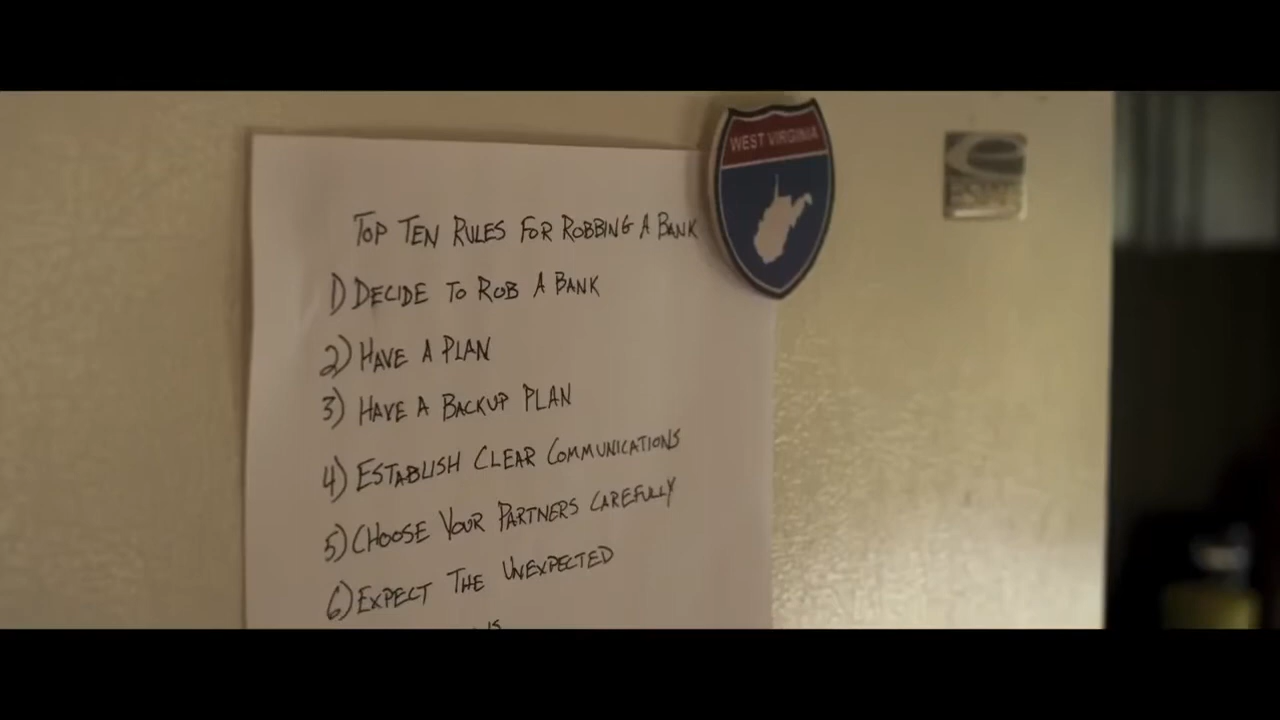 WEST VIRGINIA
TOP TEN RULES FOR ROBBING A BANK
1) DECIDE TO ROB A BANK
2) HAVE A PLAN
3) HAVE A BACKUP PLAN
4) ESTABLISH CLEAR COMMUNICATIONS
5) CHOOSE YOUR PARTNERS CAREFULLY
6) EXPECT THE UNEXPECTED
IS